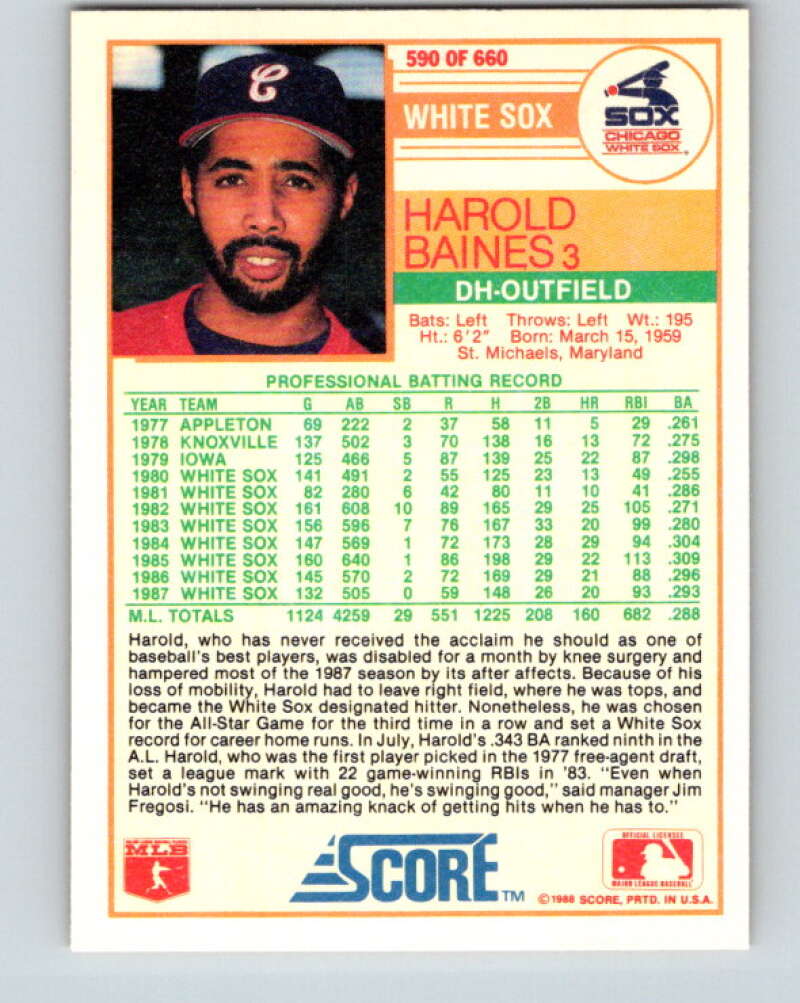 590 OF 660
WHITE SOX
SOX
CHICAGO
WHITE SOX
HAROLD
BAINES 3
DH-OUTFIELD
Bats: Left Throws: Left Wt.: 195
Ht.: 6'2" Born: March 15, 1959
St. Michaels, Maryland
PROFESSIONAL BATTING RECORD
YEAR TEAM G AB SB R H 2B HR RBI BA
1977 APPLETON 69 222 2 37 58 11 5 29 .261
1978 KNOXVILLE 137 502 3 70 138 16 13 72 .275
1979 IOWA 125 466 5 87 139 25 22 87 .298
1980 WHITE SOX 141 491 2 55 125 23 13 49 .255
1981 WHITE SOX 82 280 6 42 80 11 10 41 .286
1982 WHITE SOX 161 608 10 89 165 29 25 105 .271
1983 WHITE SOX 156 596 7 76 167 33 20 99 .280
1984 WHITE SOX 147 569 1 72 173 28 29 94 .304
1985 WHITE SOX 160 640 1 86 198 29 22 113 .309
1986 WHITE SOX 145 570 2 72 169 29 21 88 .296
1987 WHITE SOX 132 505 0 59 148 26 20 93 .293
M.L. TOTALS 1124 4259 29 551 1225 208 160 682 .288
Harold, who has never received the acclaim he should as one of
baseball's best players, was disabled for a month by knee surgery and
hampered most of the 1987 season by its after affects. Because of his
loss of mobility, Harold had to leave right field, where he was tops, and
became the White Sox designated hitter. Nonetheless, he was chosen
for the All-Star Game for the third time in a row and set a White Sox
record for career home runs. In July, Harold's .343 BA ranked ninth in the
A.L. Harold, who was the first player picked in the 1977 free-agent draft,
set a league mark with 22 game-winning RBIs in '83. "Even when
Harold's not swinging real good, he's swinging good," said manager Jim
Fregosi. "He has an amazing knack of getting hits when he has to."
MLB
SCORE TM
OFFICIAL LICENSEE
MAJOR LEAGUE BASEBALL
©1988 SCORE, PRTD. IN U.S.A.